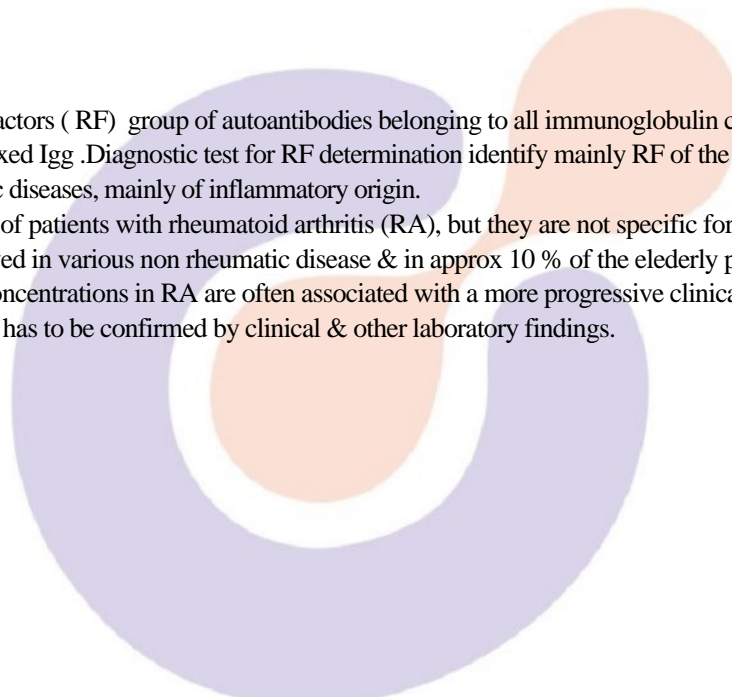 actors ( RF) group of autoantibodies belonging to all immunoglobulin c
xed Igg .Diagnostic test for RF determination identify mainly RF of the
c diseases, mainly of inflammatory origin.
of patients with rheumatoid arthritis (RA), but they are not specific for
ved in various non rheumatic disease & in approx 10 % of the elederly p
oncentrations in RA are often associated with a more progressive clinica
has to be confirmed by clinical & other laboratory findings.